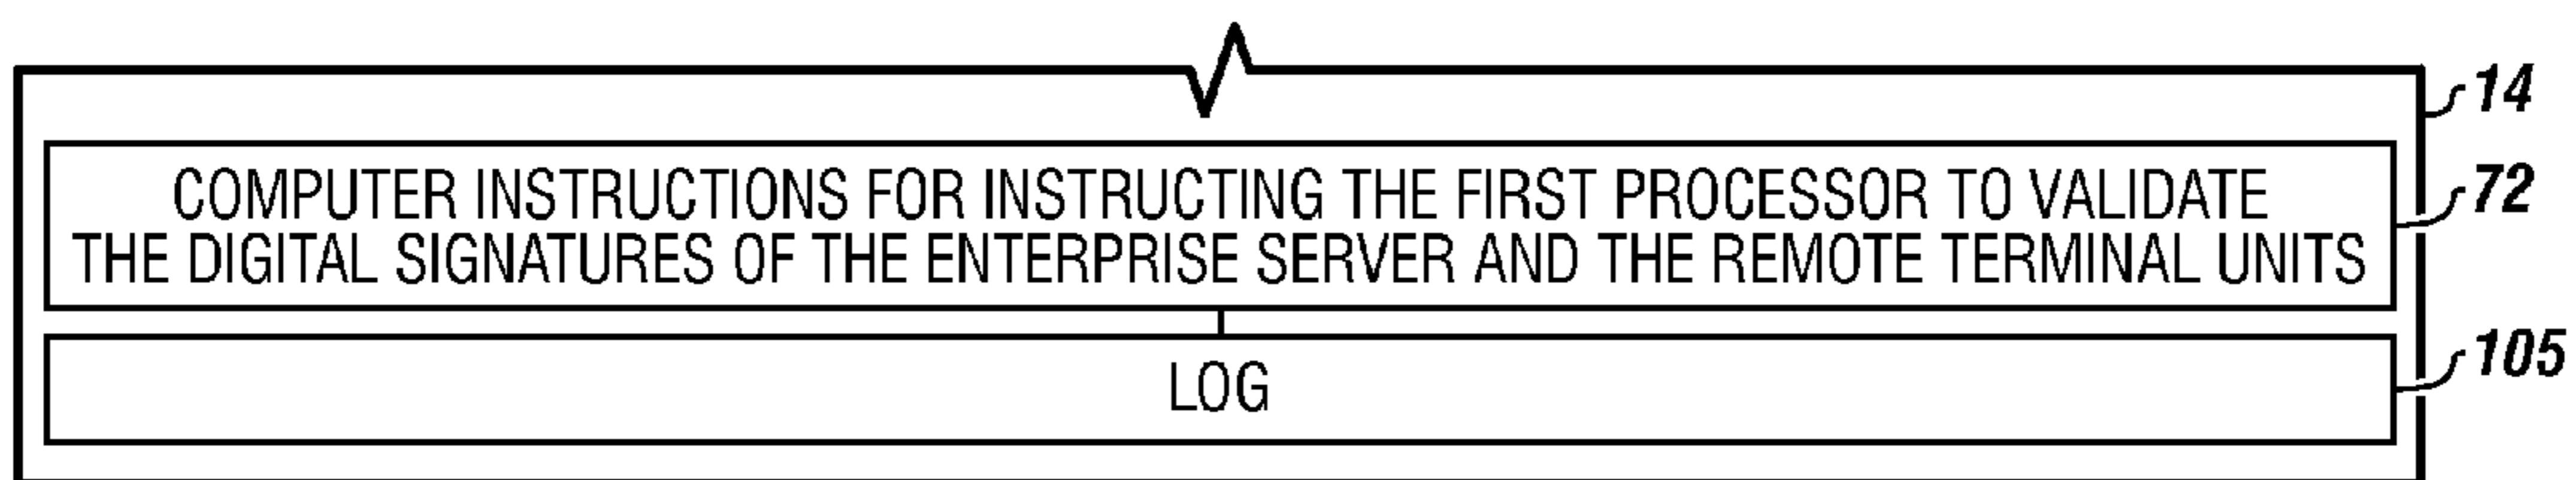 14
COMPUTER INSTRUCTIONS FOR INSTRUCTING THE FIRST PROCESSOR TO VALIDATE
THE DIGITAL SIGNATURES OF THE ENTERPRISE SERVER AND THE REMOTE TERMINAL UNITS
72
LOG
105